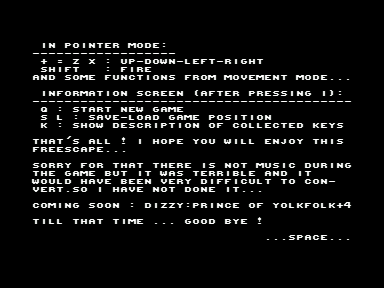 IN POINTER MODE:
--------------------
+ = Z X : UP-DOWN-LEFT-RIGHT
SHIFT   : FIRE
AND SOME FUNCTIONS FROM MOVEMENT MODE...
INFORMATION SCREEN (AFTER PRESSING I):
----------------------------------------
Q : START NEW GAME
S L : SAVE-LOAD GAME POSITION
K : SHOW DESCRIPTION OF COLLECTED KEYS
THAT'S ALL ! I HOPE YOU WILL ENJOY THIS
FREESCAPE...
SORRY FOR THAT THERE IS NOT MUSIC DURING
THE GAME BUT IT WAS TERRIBLE AND IT
WOULD HAVE BEEN VERY DIFFICULT TO CON-
VERT.SO I HAVE NOT DONE IT...
COMING SOON : DIZZY:PRINCE OF YOLKFOLK+4
TILL THAT TIME ... GOOD BYE !
...SPACE...